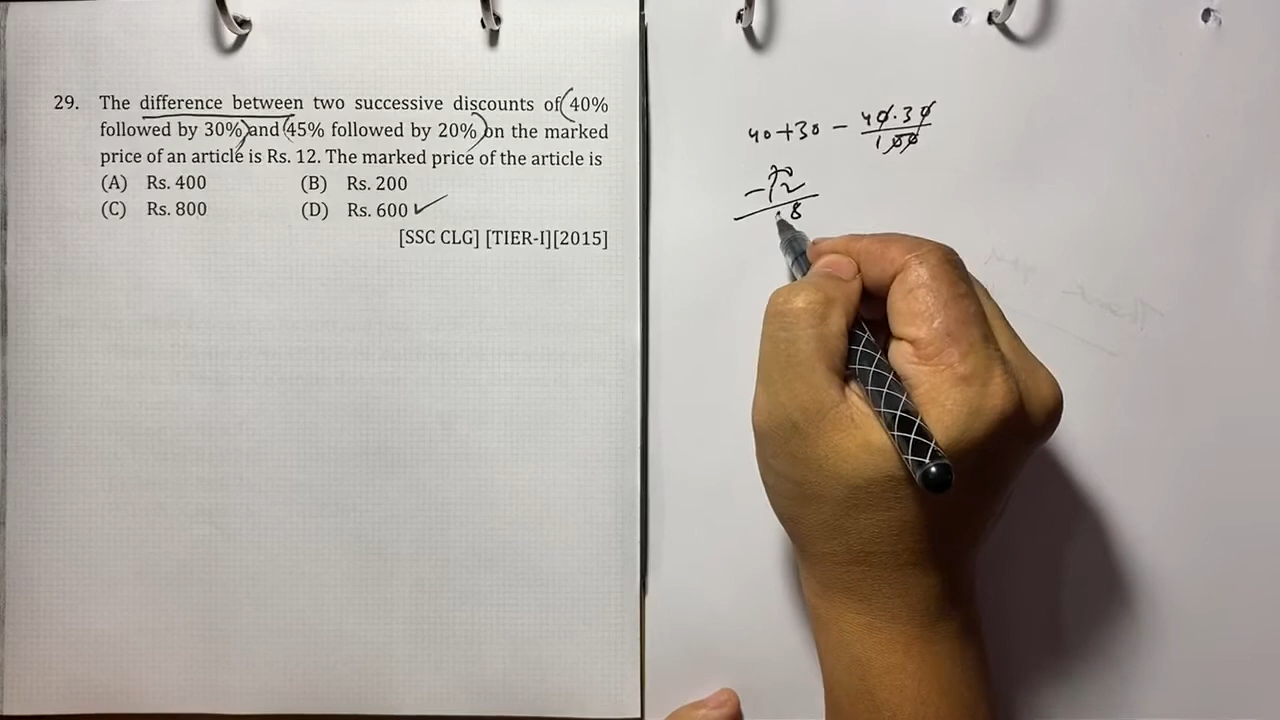 29. The difference between two successive discounts of 40%
followed by 30% and 45% followed by 20% on the marked
price of an article is Rs. 12. The marked price of the article is
(A) Rs. 400 (B) Rs. 200
(C) Rs. 800 (D) Rs. 600 ✓
[SSC CLG] [TIER-I][2015]
40+30 - 40.30
100
70
-12
8